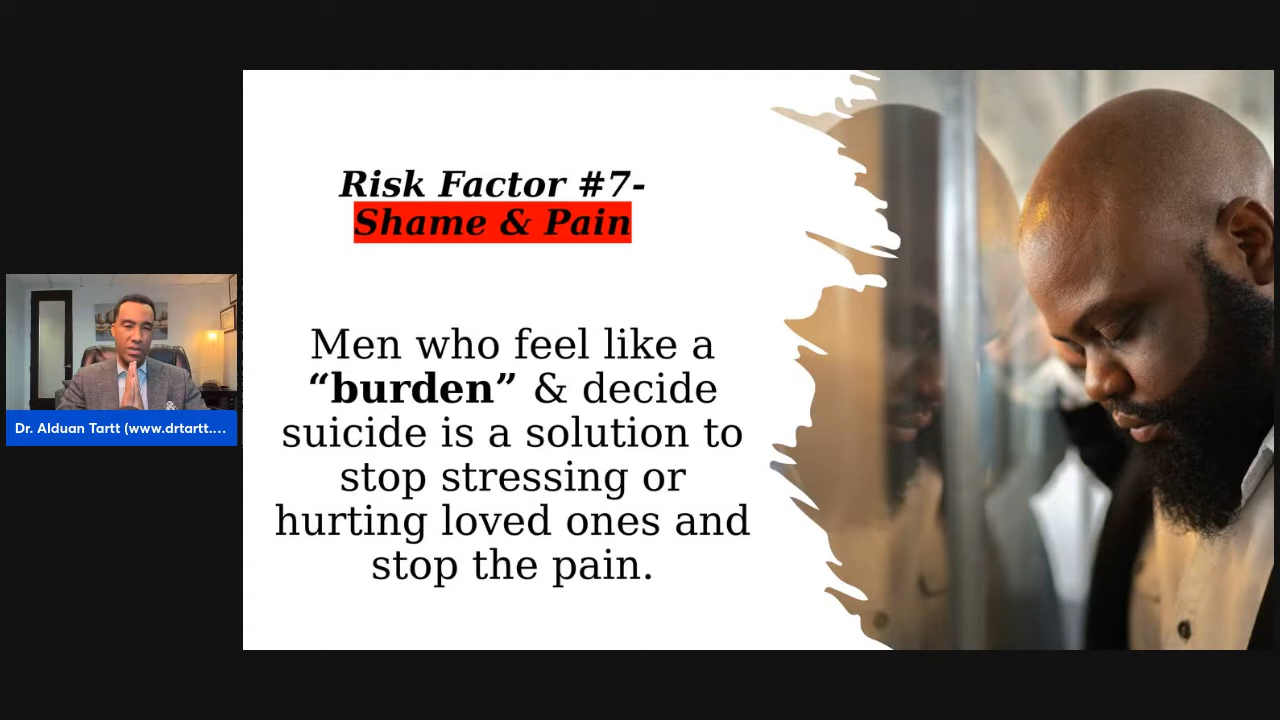 Risk Factor #7-
Shame & Pain
Men who feel like a
“burden” & decide
suicide is a solution to
stop stressing or
hurting loved ones and
stop the pain.
Dr. Alduan Tartt (www.drtartt....